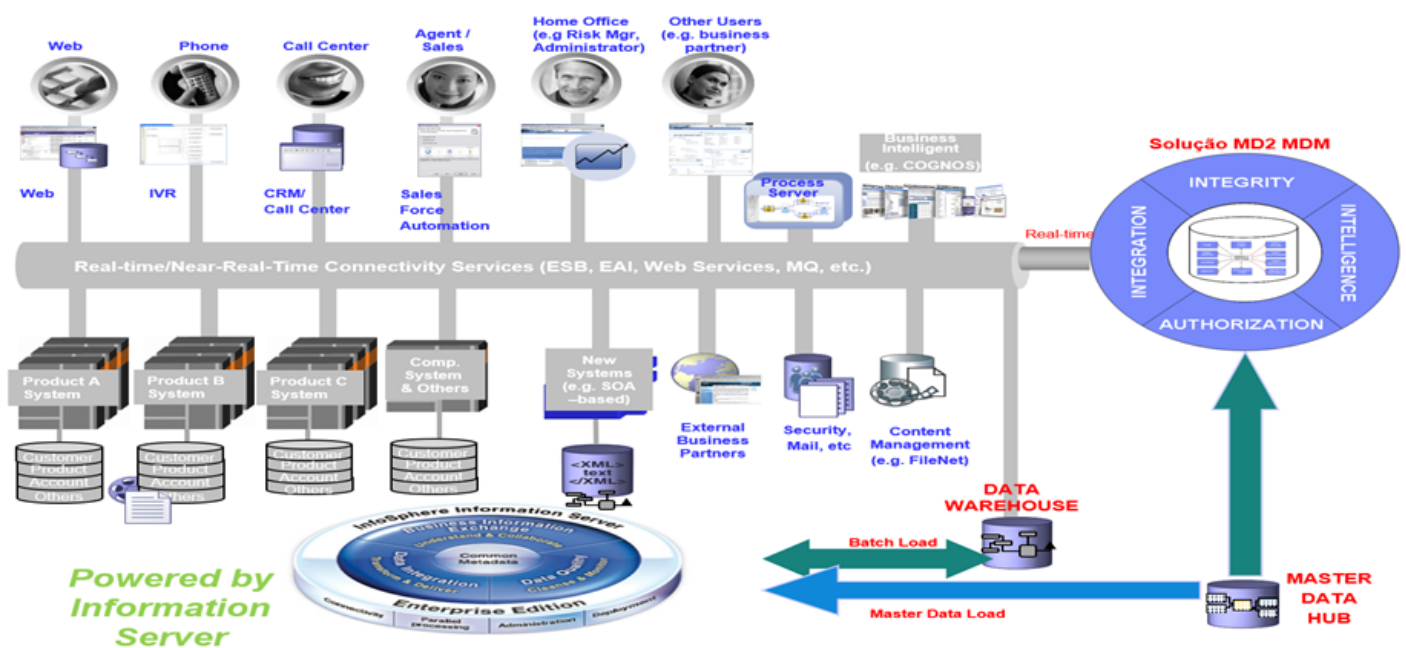 Web
Phone
Call Center
Agent /
Sales
Home Office
(e.g Risk Mgr,
Administrator)
Other Users
(e.g. business
partner)
Web
IVR
CRM/
Call Center
Sales
Force
Automation
Process
Server
Business
Intelligent
(e.g. COGNOS)
Solução MD2 MDM
INTEGRITY
INTEGRATION
INTELLIGENCE
AUTHORIZATION
Real-time
Real-time/Near-Real-Time Connectivity Services (ESB, EAI, Web Services, MQ, etc.)
Product A
System
Product B
System
Product C
System
Comp.
System
& Others
New
Systems
(e.g. SOA
–based)
Customer
Product
Account
Others
Customer
Product
Account
Others
Customer
Product
Account
Others
Customer
Product
Account
Others
<XML>
text
</XML>
External
Business
Partners
Security,
Mail, etc
Content
Management
(e.g. FileNet)
DATA
WAREHOUSE
Batch Load
Master Data Load
MASTER
DATA
HUB
InfoSphere Information Server
Business Information
Exchange
Understand & Collaborate
Common
Metadata
Data Integration
Transform & Deliver
Data Quality
Cleanse & Monitor
Enterprise Edition
Connectivity
Parallel
processing
Administration
Deployment
Powered by
Information
Server